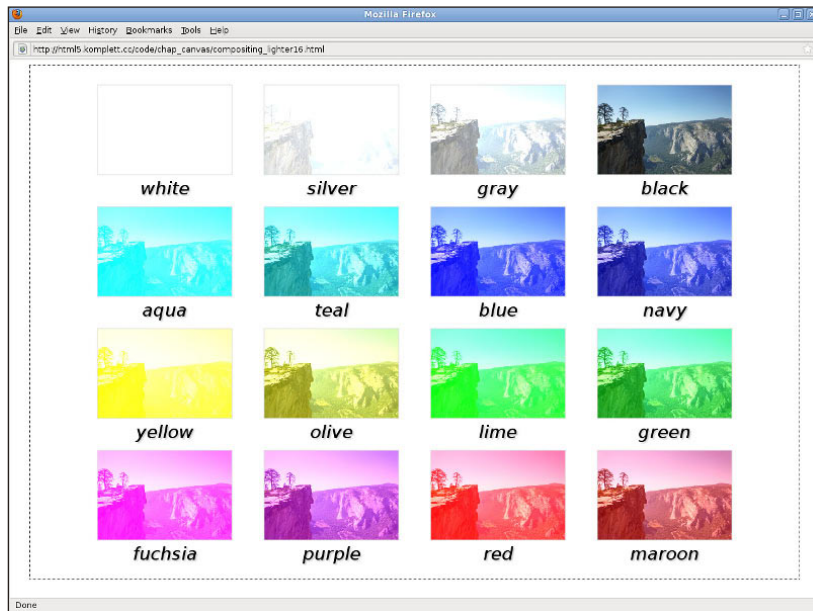 Mozilla Firefox
File Edit View History Bookmarks Tools Help
http://html5.komplett.cc/code/chap_canvas/compositing_lighter16.html
white silver gray black
aqua teal blue navy
yellow olive lime green
fuchsia purple red maroon
Done